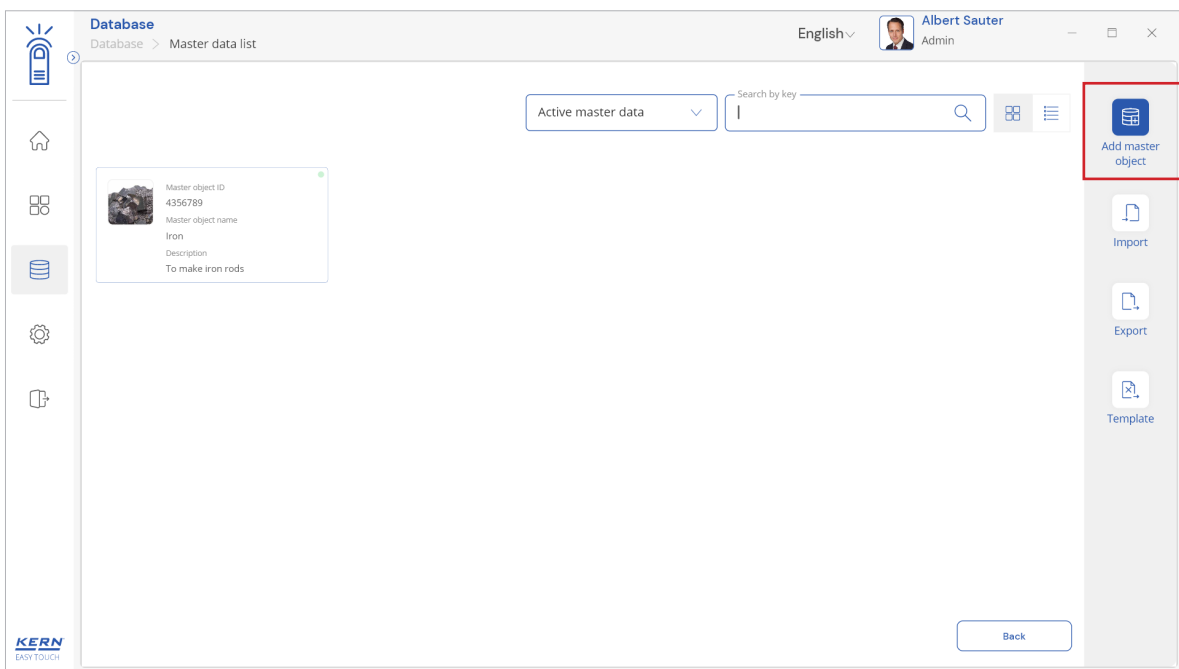 Database
Database > Master data list
English
Albert Sauter
Admin
Active master data
Search by key
Add master
object
Master object ID
4356789
Master object name
Iron
Description
To make iron rods
Import
Export
Template
Back
KERN
EASY TOUCH